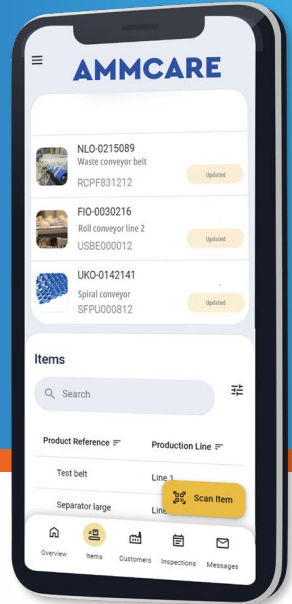 AMMCARE
NLO-0215089
Waste conveyor belt
RCPF831212
Updated
FIO-0030216
Roll conveyor line 2
USBE000012
Updated
UKO-0142141
Spiral conveyor
SFPU000812
Updated
Items
Search
Product Reference Production Line
Test belt Line 1
Separator large
Scan Item
Overview Items Customers Inspections Messages